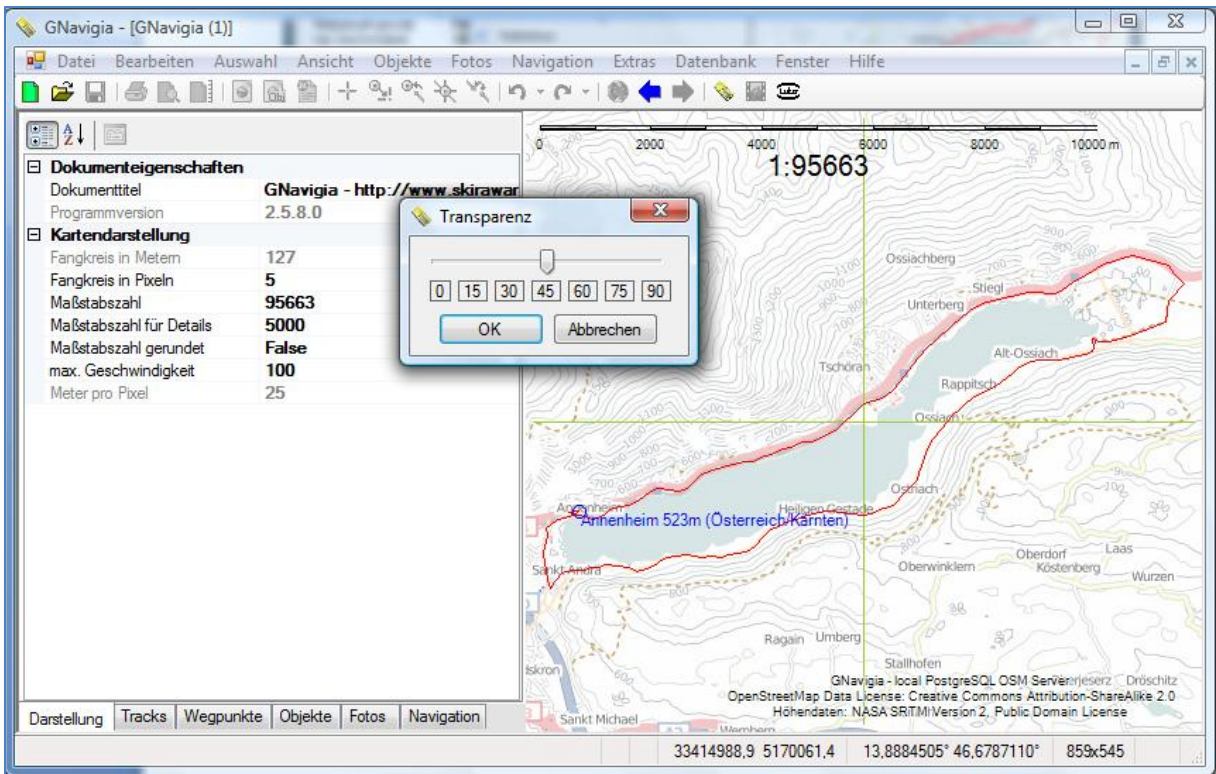 GNavigia - [GNavigia (1)]
Datei Bearbeiten Auswahl Ansicht Objekte Fotos Navigation Extras Datenbank Fenster Hilfe
Dokumenteigenschaften
Dokumenttitel GNavigia - http://www.skirawar
Programmversion 2.5.8.0
Kartendarstellung
Fangkreis in Metern 127
Fangkreis in Pixeln 5
Maßstabszahl 95663
Maßstabszahl für Details 5000
Maßstabszahl gerundet False
max. Geschwindigkeit 100
Meter pro Pixel 25
Transparenz
0 15 30 45 60 75 90
OK Abbrechen
0 2000 4000 6000 8000 10000 m
1:95663
Ossiachberg
Stiegl
Unterberg
Alt-Ossiach
Tschöran
Rappitsch
Ossiach
Ostriach
Annenheim
Heiligen Gestade
Annenheim 523m (Österreich/Kärnten)
Sankt Andrä
Oberdorf
Laas
Oberwinklern
Köstenberg
Wurzen
Ragain
Umberg
Stallhofen
Dröschitz
GNavigia - local PostgreSQL OSM Server
OpenStreetMap Data License: Creative Commons Attribution-ShareAlike 2.0
Höhendaten: NASA SRTM Version 2, Public Domain License
Sankt Michael
Wernberg
Darstellung Tracks Wegpunkte Objekte Fotos Navigation
33414988,9 5170061,4 13,8884505° 46,6787110° 859x545